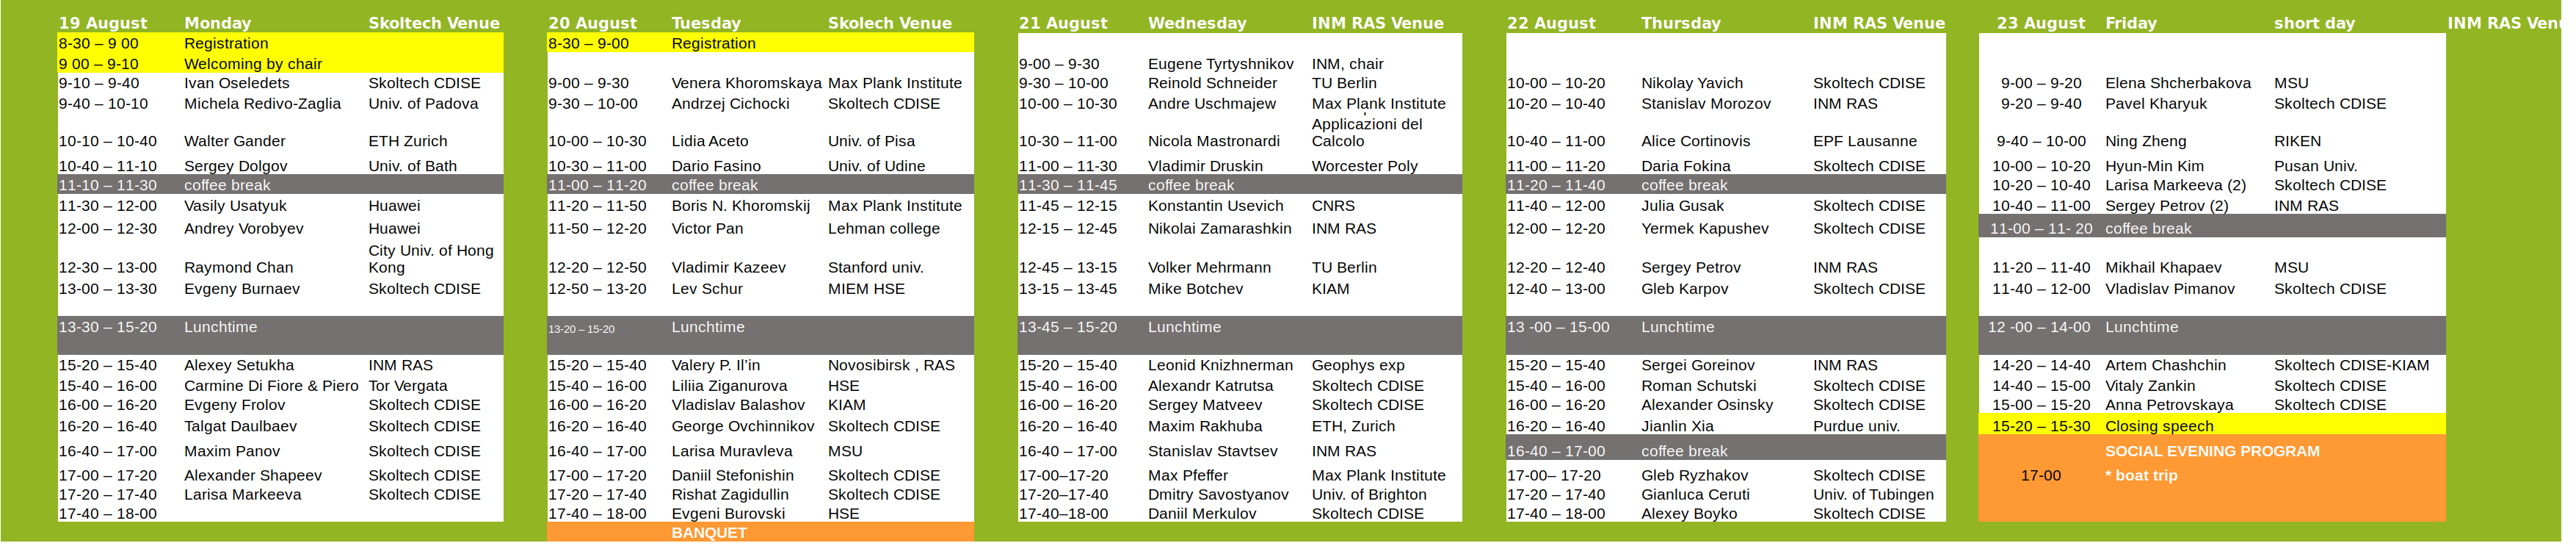 19 August Monday Skoltech Venue
8-30 – 9 00 Registration
9 00 – 9-10 Welcoming by chair
9-10 – 9-40 Ivan Oseledets Skoltech CDISE
9-40 – 10-10 Michela Redivo-Zaglia Univ. of Padova
10-10 – 10-40 Walter Gander ETH Zurich
10-40 – 11-10 Sergey Dolgov Univ. of Bath
11-10 – 11-30 coffee break
11-30 – 12-00 Vasily Usatyuk Huawei
12-00 – 12-30 Andrey Vorobyev Huawei
12-30 – 13-00 Raymond Chan City Univ. of Hong
Kong
13-00 – 13-30 Evgeny Burnaev Skoltech CDISE
13-30 – 15-20 Lunchtime
15-20 – 15-40 Alexey Setukha INM RAS
15-40 – 16-00 Carmine Di Fiore & Piero Tor Vergata
16-00 – 16-20 Evgeny Frolov Skoltech CDISE
16-20 – 16-40 Talgat Daulbaev Skoltech CDISE
16-40 – 17-00 Maxim Panov Skoltech CDISE
17-00 – 17-20 Alexander Shapeev Skoltech CDISE
17-20 – 17-40 Larisa Markeeva Skoltech CDISE
17-40 – 18-00
20 August Tuesday Skolech Venue
8-30 – 9-00 Registration
9-00 – 9-30 Venera Khoromskaya Max Plank Institute
9-30 – 10-00 Andrzej Cichocki Skoltech CDISE
10-00 – 10-30 Lidia Aceto Univ. of Pisa
10-30 – 11-00 Dario Fasino Univ. of Udine
11-00 – 11-20 coffee break
11-20 – 11-50 Boris N. Khoromskij Max Plank Institute
11-50 – 12-20 Victor Pan Lehman college
12-20 – 12-50 Vladimir Kazeev Stanford univ.
12-50 – 13-20 Lev Schur MIEM HSE
13-20 – 15-20 Lunchtime
15-20 – 15-40 Valery P. Il’in Novosibirsk , RAS
15-40 – 16-00 Liliia Ziganurova HSE
16-00 – 16-20 Vladislav Balashov KIAM
16-20 – 16-40 George Ovchinnikov Skoltech CDISE
16-40 – 17-00 Larisa Muravleva MSU
17-00 – 17-20 Daniil Stefonishin Skoltech CDISE
17-20 – 17-40 Rishat Zagidullin Skoltech CDISE
17-40 – 18-00 Evgeni Burovski HSE
BANQUET
21 August Wednesday INM RAS Venue
9-00 – 9-30 Eugene Tyrtyshnikov INM, chair
9-30 – 10-00 Reinold Schneider TU Berlin
10-00 – 10-30 Andre Uschmajew Max Plank Institute
10-30 – 11-00 Nicola Mastronardi Applicazioni del
Calcolo
11-00 – 11-30 Vladimir Druskin Worcester Poly
11-30 – 11-45 coffee break
11-45 – 12-15 Konstantin Usevich CNRS
12-15 – 12-45 Nikolai Zamarashkin INM RAS
12-45 – 13-15 Volker Mehrmann TU Berlin
13-15 – 13-45 Mike Botchev KIAM
13-45 – 15-20 Lunchtime
15-20 – 15-40 Leonid Knizhnerman Geophys exp
15-40 – 16-00 Alexandr Katrutsa Skoltech CDISE
16-00 – 16-20 Sergey Matveev Skoltech CDISE
16-20 – 16-40 Maxim Rakhuba ETH, Zurich
16-40 – 17-00 Stanislav Stavtsev INM RAS
17-00–17-20 Max Pfeffer Max Plank Institute
17-20–17-40 Dmitry Savostyanov Univ. of Brighton
17-40–18-00 Daniil Merkulov Skoltech CDISE
22 August Thursday INM RAS Venue
10-00 – 10-20 Nikolay Yavich Skoltech CDISE
10-20 – 10-40 Stanislav Morozov INM RAS
10-40 – 11-00 Alice Cortinovis EPF Lausanne
11-00 – 11-20 Daria Fokina Skoltech CDISE
11-20 – 11-40 coffee break
11-40 – 12-00 Julia Gusak Skoltech CDISE
12-00 – 12-20 Yermek Kapushev Skoltech CDISE
12-20 – 12-40 Sergey Petrov INM RAS
12-40 – 13-00 Gleb Karpov Skoltech CDISE
13 -00 – 15-00 Lunchtime
15-20 – 15-40 Sergei Goreinov INM RAS
15-40 – 16-00 Roman Schutski Skoltech CDISE
16-00 – 16-20 Alexander Osinsky Skoltech CDISE
16-20 – 16-40 Jianlin Xia Purdue univ.
16-40 – 17-00 coffee break
17-00– 17-20 Gleb Ryzhakov Skoltech CDISE
17-20 – 17-40 Gianluca Ceruti Univ. of Tubingen
17-40 – 18-00 Alexey Boyko Skoltech CDISE
23 August Friday short day INM RAS
9-00 – 9-20 Elena Shcherbakova MSU
9-20 – 9-40 Pavel Kharyuk Skoltech CDISE
9-40 – 10-00 Ning Zheng RIKEN
10-00 – 10-20 Hyun-Min Kim Pusan Univ.
10-20 – 10-40 Larisa Markeeva (2) Skoltech CDISE
10-40 – 11-00 Sergey Petrov (2) INM RAS
11-00 – 11- 20 coffee break
11-20 – 11-40 Mikhail Khapaev MSU
11-40 – 12-00 Vladislav Pimanov Skoltech CDISE
12 -00 – 14-00 Lunchtime
14-20 – 14-40 Artem Chashchin Skoltech CDISE-KIAM
14-40 – 15-00 Vitaly Zankin Skoltech CDISE
15-00 – 15-20 Anna Petrovskaya Skoltech CDISE
15-20 – 15-30 Closing speech
SOCIAL EVENING PROGRAM
17-00 * boat trip